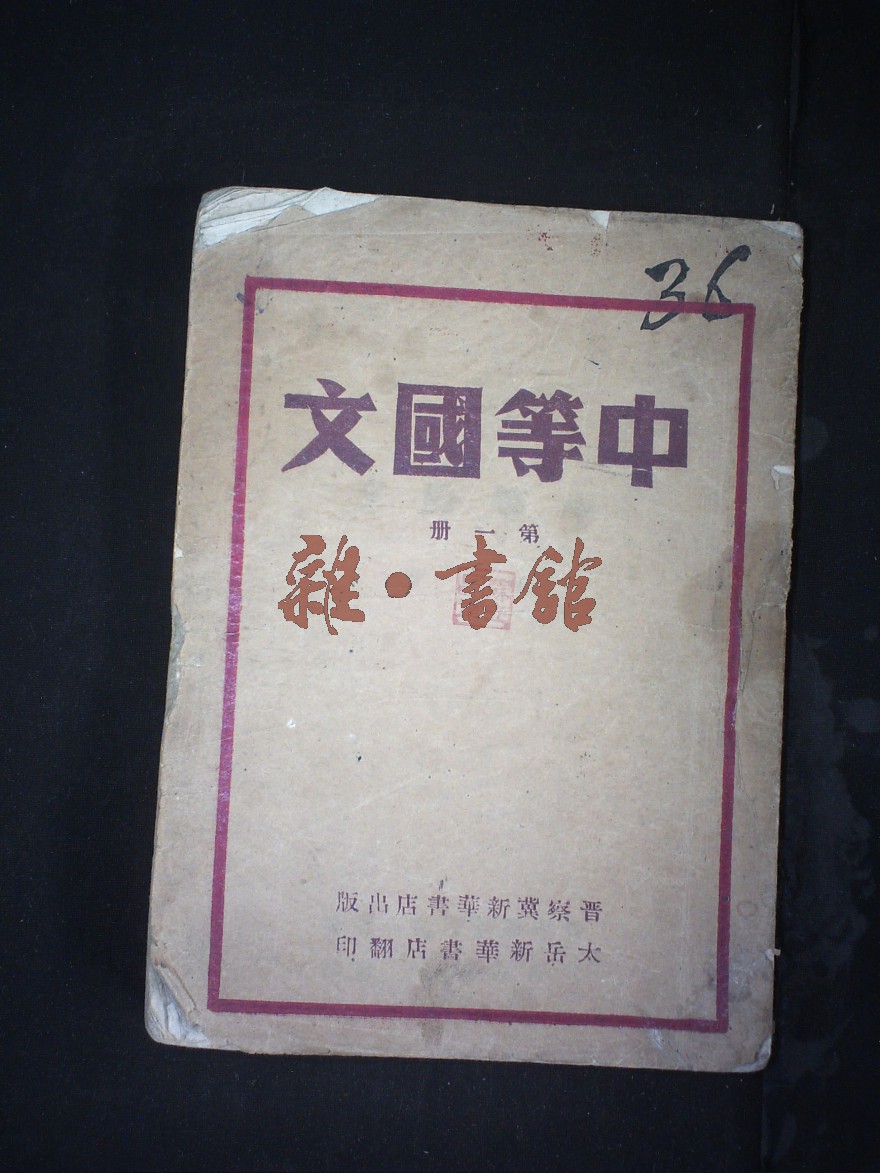 36
中等國文
第一册
雜·書館
晋察冀新華書店出版
太岳新華書店翻印